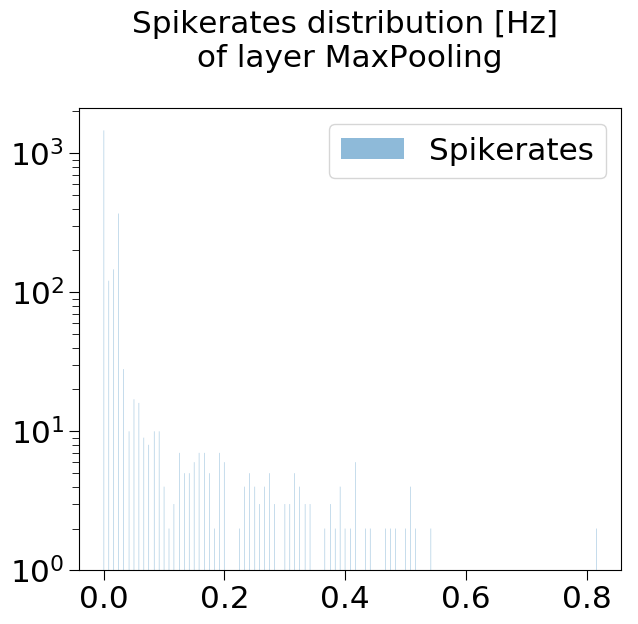 Spikerates distribution [Hz]
of layer MaxPooling
Spikerates
10³
10²
10¹
10⁰
0.0 0.2 0.4 0.6 0.8